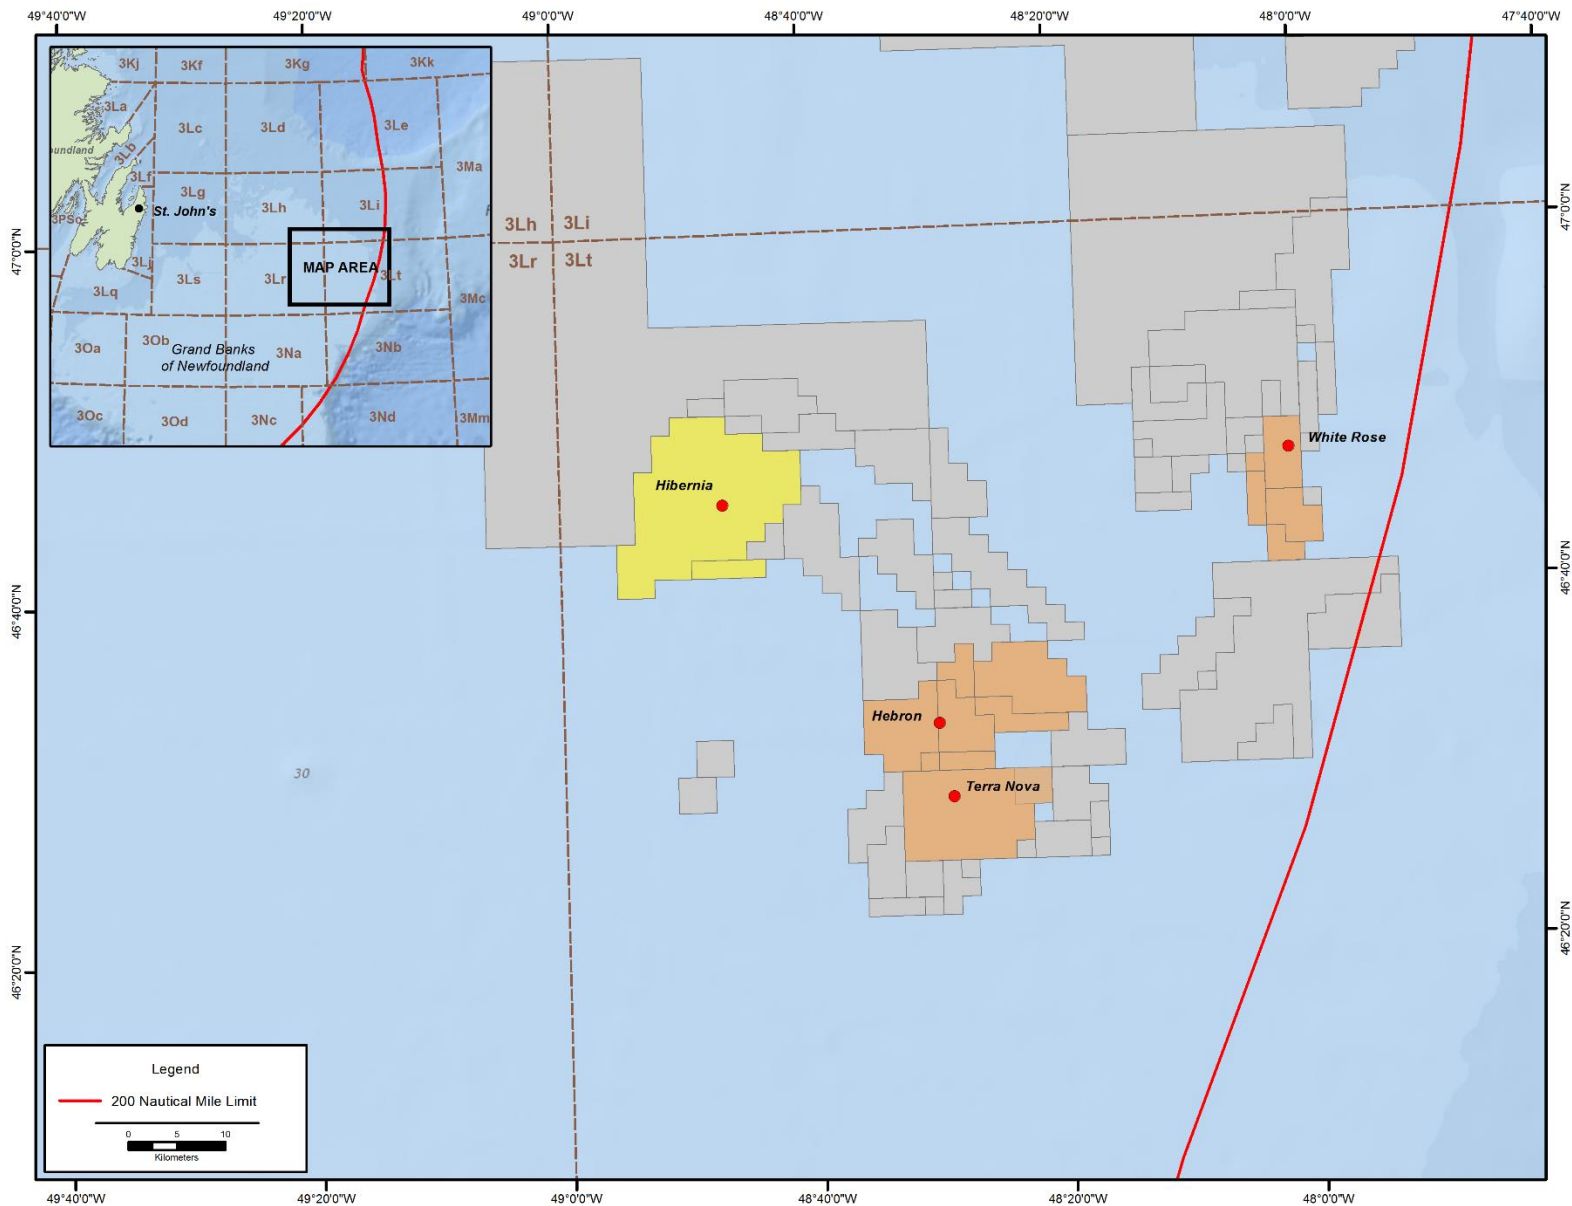 49°40'0"W
49°20'0"W
49°0'0"W
48°40'0"W
48°20'0"W
48°0'0"W
47°40'0"W
3Kj
3Kf
3Kg
3Kk
3La
3Lc
3Ld
3Le
oundland
3Lb
3Lf
3Ma
3Lg
3Lh
3Li
St. John's
3PSo
3Lj
3Ls
3Lr
MAP AREA
3Lt
3Lq
3Mc
3Oa
3Ob
Grand Banks
of Newfoundland
3Na
3Nb
3Oc
3Od
3Nc
3Nd
3Mm
3Lh
3Li
3Lr
3Lt
47°0'0"N
47°0'0"N
White Rose
Hibernia
46°40'0"N
46°40'0"N
Hebron
Terra Nova
30
46°20'0"N
46°20'0"N
Legend
200 Nautical Mile Limit
0 5 10
Kilometers
49°40'0"W
49°20'0"W
49°0'0"W
48°40'0"W
48°20'0"W
48°0'0"W